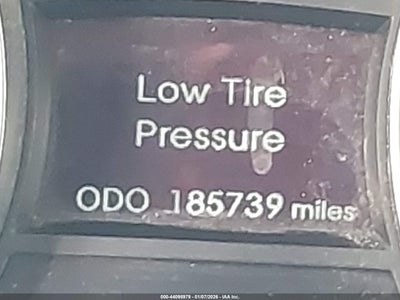 Low Tire
Pressure
ODO 185739 miles